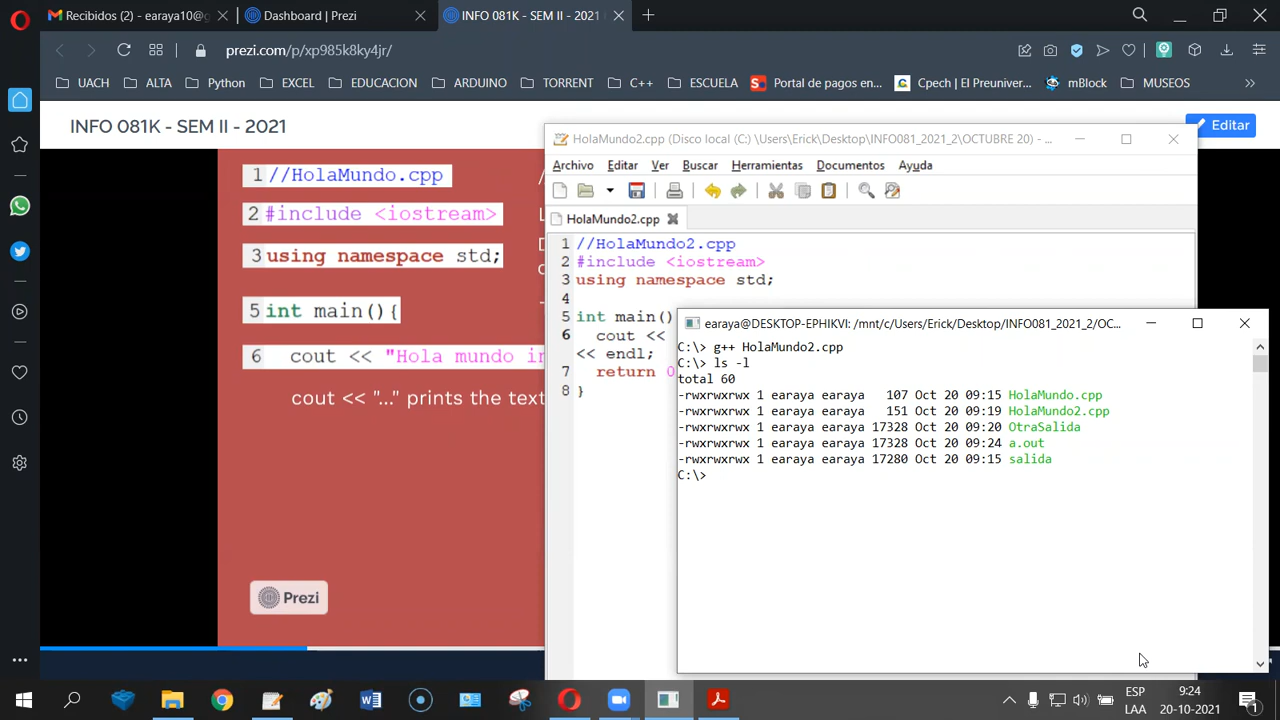 Recibidos (2) - earaya10@g
Dashboard | Prezi
INFO 081K - SEM II - 2021
prezi.com/p/xp985k8ky4jr/
UACH
ALTA
Python
EXCEL
EDUCACION
ARDUINO
TORRENT
C++
ESCUELA
Portal de pagos en...
Cpech | El Preuniver...
mBlock
MUSEOS
INFO 081K - SEM II - 2021
Editar
1 //HolaMundo.cpp
2 #include <iostream>
3 using namespace std;
5 int main(){
6 cout << "Hola mundo in
cout << "..." prints the text
Prezi
HolaMundo2.cpp (Disco local (C:) \Users\Erick\Desktop\INFO081_2021_2\OCTUBRE 20) - ...
Archivo Editar Ver Buscar Herramientas Documentos Ayuda
HolaMundo2.cpp
1 //HolaMundo2.cpp
2 #include <iostream>
3 using namespace std;
4
5 int main()
6 cout <<
<< endl;
7 return 0
8 }
earaya@DESKTOP-EPHIKVI: /mnt/c/Users/Erick/Desktop/INFO081_2021_2/OC...
C:\> g++ HolaMundo2.cpp
C:\> ls -l
total 60
-rwxrwxrwx 1 earaya earaya 107 Oct 20 09:15 HolaMundo.cpp
-rwxrwxrwx 1 earaya earaya 151 Oct 20 09:19 HolaMundo2.cpp
-rwxrwxrwx 1 earaya earaya 17328 Oct 20 09:20 OtraSalida
-rwxrwxrwx 1 earaya earaya 17328 Oct 20 09:24 a.out
-rwxrwxrwx 1 earaya earaya 17280 Oct 20 09:15 salida
C:\>
ESP
LAA
9:24
20-10-2021